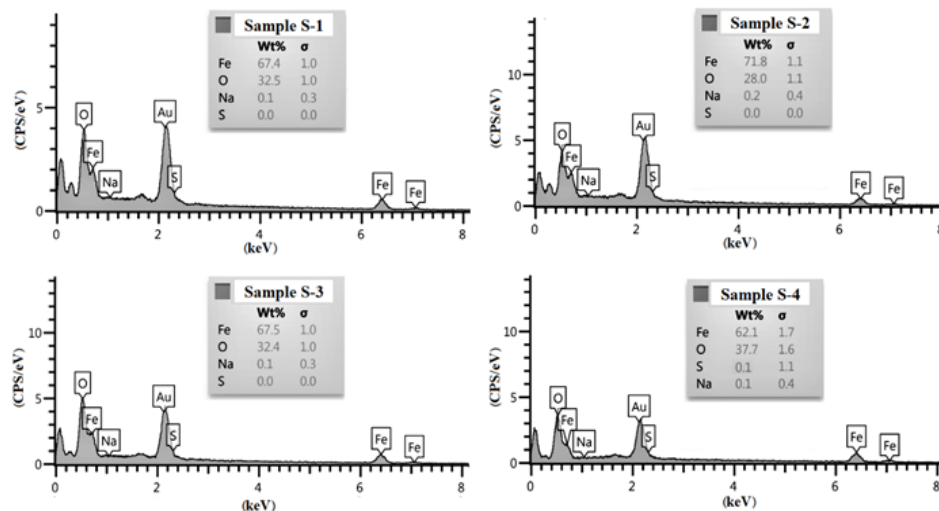 Sample S-1
Wt% σ
Fe 67.4 1.0
O 32.5 1.0
Na 0.1 0.3
S 0.0 0.0
5
0
(CPS/eV)
O
Fe
Na
Au
S
Fe
Fe
0 2 4 6 8
(keV)
Sample S-2
Wt% σ
Fe 71.8 1.1
O 28.0 1.1
Na 0.2 0.4
S 0.0 0.0
10
5
0
(CPS/eV)
O
Fe
Na
Au
S
Fe
Fe
0 2 4 6 8
(keV)
Sample S-3
Wt% σ
Fe 67.5 1.0
O 32.4 1.0
Na 0.1 0.3
S 0.0 0.0
10
5
0
(CPS/eV)
O
Fe
Na
Au
S
Fe
Fe
0 2 4 6 8
(keV)
Sample S-4
Wt% σ
Fe 62.1 1.7
O 37.7 1.6
S 0.1 1.1
Na 0.1 0.4
10
5
0
(CPS/eV)
O
Fe
Na
Au
S
Fe
Fe
0 2 4 6 8
(keV)